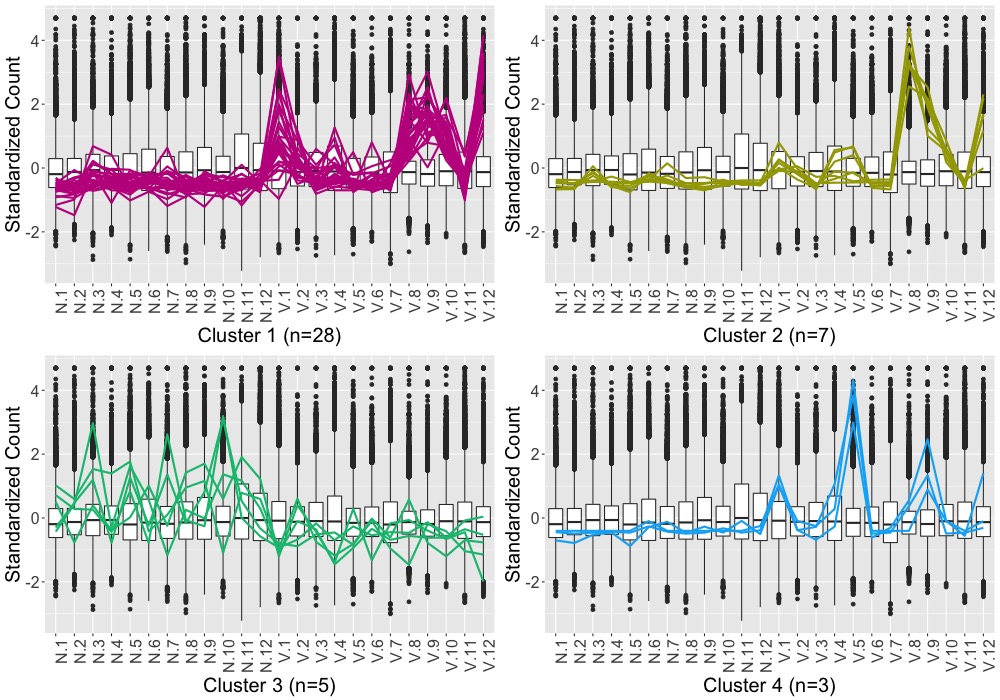 Standardized Count
4
2
0
-2
N.1 N.2 N.3 N.4 N.5 N.6 N.7 N.8 N.9 N.10 N.11 N.12 V.1 V.2 V.3 V.4 V.5 V.6 V.7 V.8 V.9 V.10 V.11 V.12
Cluster 1 (n=28)
Standardized Count
4
2
0
-2
N.1 N.2 N.3 N.4 N.5 N.6 N.7 N.8 N.9 N.10 N.11 N.12 V.1 V.2 V.3 V.4 V.5 V.6 V.7 V.8 V.9 V.10 V.11 V.12
Cluster 2 (n=7)
Standardized Count
4
2
0
-2
N.1 N.2 N.3 N.4 N.5 N.6 N.7 N.8 N.9 N.10 N.11 N.12 V.1 V.2 V.3 V.4 V.5 V.6 V.7 V.8 V.9 V.10 V.11 V.12
Cluster 3 (n=5)
Standardized Count
4
2
0
-2
N.1 N.2 N.3 N.4 N.5 N.6 N.7 N.8 N.9 N.10 N.11 N.12 V.1 V.2 V.3 V.4 V.5 V.6 V.7 V.8 V.9 V.10 V.11 V.12
Cluster 4 (n=3)